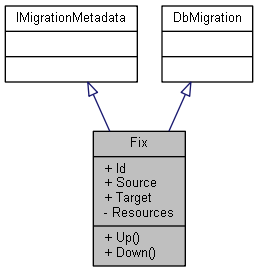 IMigrationMetadata
DbMigration
Fix
+ Id
+ Source
+ Target
- Resources
+ Up()
+ Down()